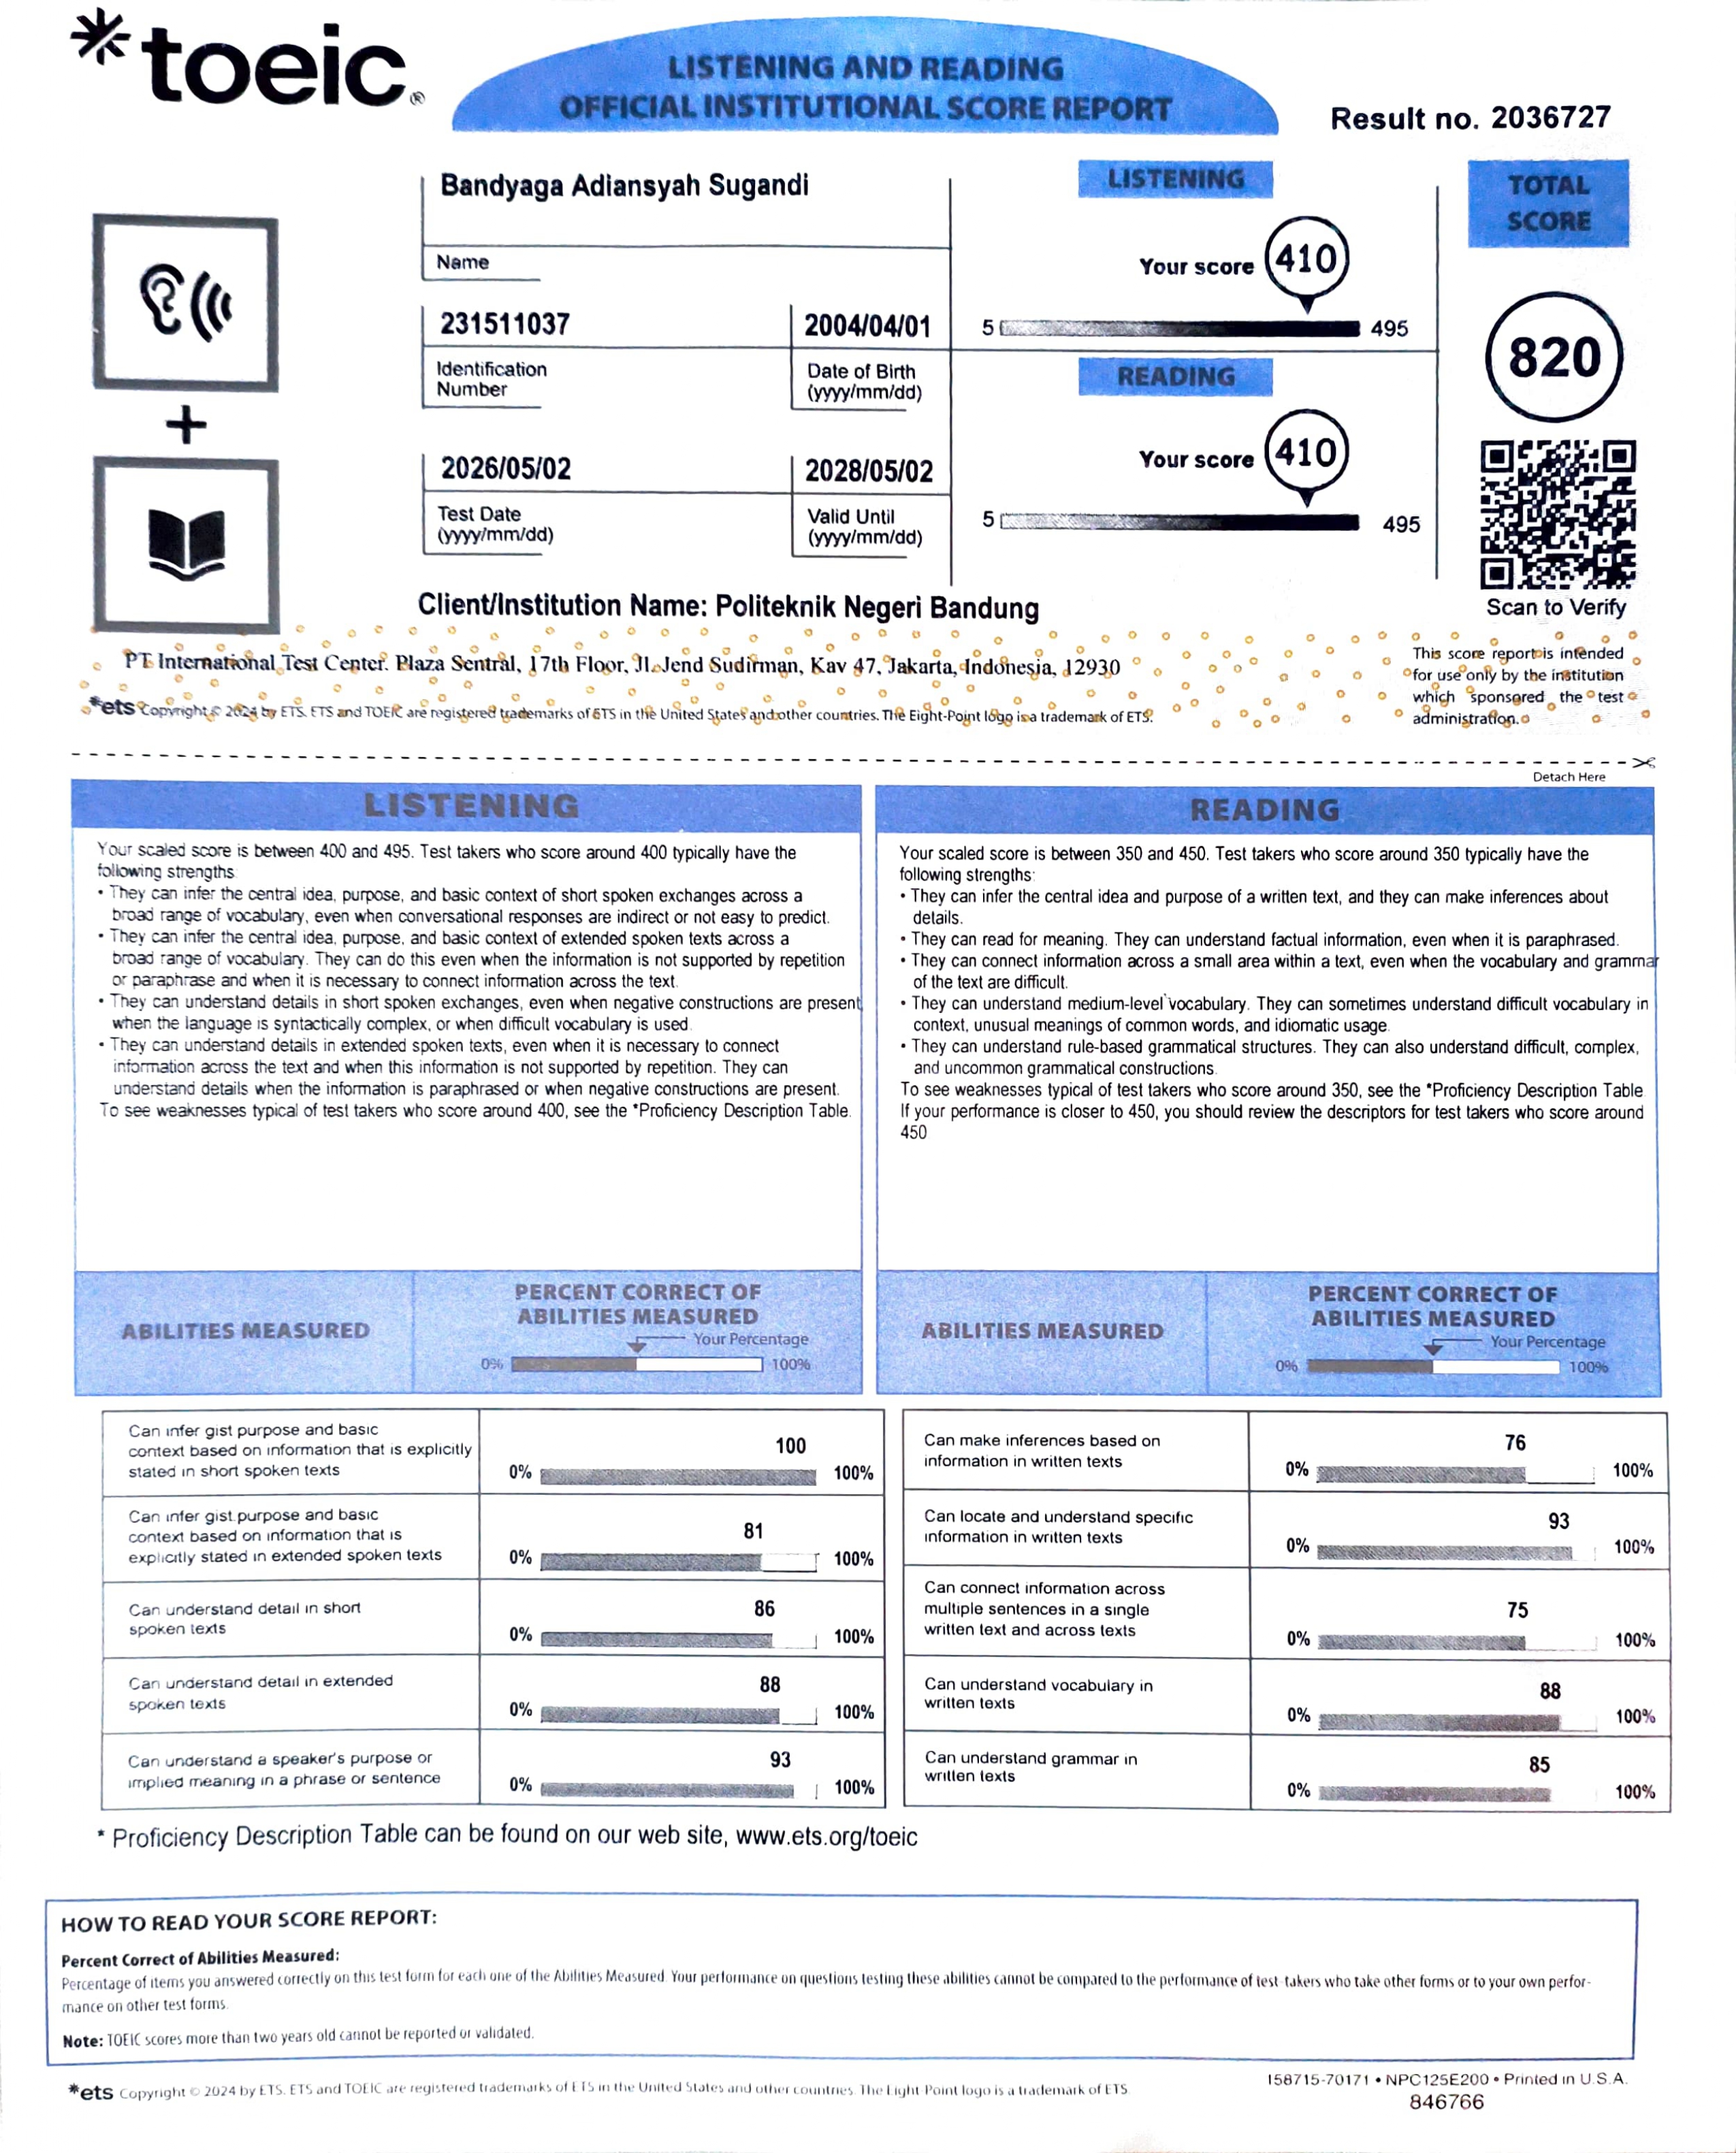 *toeic®
LISTENING AND READING
OFFICIAL INSTITUTIONAL SCORE REPORT
Result no. 2036727
Bandyaga Adiansyah Sugandi
Name
231511037
Identification
Number
2004/04/01
Date of Birth
(yyyy/mm/dd)
2026/05/02
Test Date
(yyyy/mm/dd)
2028/05/02
Valid Until
(yyyy/mm/dd)
LISTENING
Your score 410
5 495
READING
Your score 410
5 495
TOTAL
SCORE
820
Scan to Verify
Client/Institution Name: Politeknik Negeri Bandung
PT International Test Center. Plaza Sentral, 17th Floor, Jl. Jend Sudirman, Kav 47, Jakarta, Indonesia, 12930
*ets Copyright © 2024 by ETS. ETS and TOEIC are registered trademarks of ETS in the United States and other countries. The Eight-Point logo is a trademark of ETS.
This score report is intended
for use only by the institution
which sponsored the test
administration.
Detach Here
LISTENING
Your scaled score is between 400 and 495. Test takers who score around 400 typically have the
following strengths
• They can infer the central idea, purpose, and basic context of short spoken exchanges across a
broad range of vocabulary, even when conversational responses are indirect or not easy to predict.
• They can infer the central idea, purpose, and basic context of extended spoken texts across a
broad range of vocabulary. They can do this even when the information is not supported by repetition
or paraphrase and when it is necessary to connect information across the text.
• They can understand details in short spoken exchanges, even when negative constructions are present
when the language is syntactically complex, or when difficult vocabulary is used.
• They can understand details in extended spoken texts, even when it is necessary to connect
information across the text and when this information is not supported by repetition. They can
understand details when the information is paraphrased or when negative constructions are present.
To see weaknesses typical of test takers who score around 400, see the *Proficiency Description Table.
READING
Your scaled score is between 350 and 450. Test takers who score around 350 typically have the
following strengths:
• They can infer the central idea and purpose of a written text, and they can make inferences about
details.
• They can read for meaning. They can understand factual information, even when it is paraphrased.
• They can connect information across a small area within a text, even when the vocabulary and grammar
of the text are difficult.
• They can understand medium-level vocabulary. They can sometimes understand difficult vocabulary in
context, unusual meanings of common words, and idiomatic usage.
• They can understand rule-based grammatical structures. They can also understand difficult, complex,
and uncommon grammatical constructions.
To see weaknesses typical of test takers who score around 350, see the *Proficiency Description Table
If your performance is closer to 450, you should review the descriptors for test takers who score around
450
ABILITIES MEASURED
PERCENT CORRECT OF
ABILITIES MEASURED
Your Percentage
0% 100%
Can infer gist purpose and basic
context based on information that is explicitly
stated in short spoken texts
100
0% 100%
Can infer gist.purpose and basic
context based on information that is
explicitly stated in extended spoken texts
81
0% 100%
Can understand detail in short
spoken texts
86
0% 100%
Can understand detail in extended
spoken texts
88
0% 100%
Can understand a speaker's purpose or
implied meaning in a phrase or sentence
93
0% 100%
ABILITIES MEASURED
PERCENT CORRECT OF
ABILITIES MEASURED
Your Percentage
0% 100%
Can make inferences based on
information in written texts
76
0% 100%
Can locate and understand specific
information in written texts
93
0% 100%
Can connect information across
multiple sentences in a single
written text and across texts
75
0% 100%
Can understand vocabulary in
written texts
88
0% 100%
Can understand grammar in
written texts
85
0% 100%
* Proficiency Description Table can be found on our web site, www.ets.org/toeic
HOW TO READ YOUR SCORE REPORT:
Percent Correct of Abilities Measured:
Percentage of items you answered correctly on this test form for each one of the Abilities Measured. Your performance on questions testing these abilities cannot be compared to the performance of test-takers who take other forms or to your own perfor-
mance on other test forms.
Note: TOEIC scores more than two years old cannot be reported or validated.
*ets Copyright © 2024 by ETS. ETS and TOEIC are registered trademarks of ETS in the United States and other countries. The Eight Point logo is a trademark of ETS
158715-70171 • NPC125E200 • Printed in U.S.A.
846766